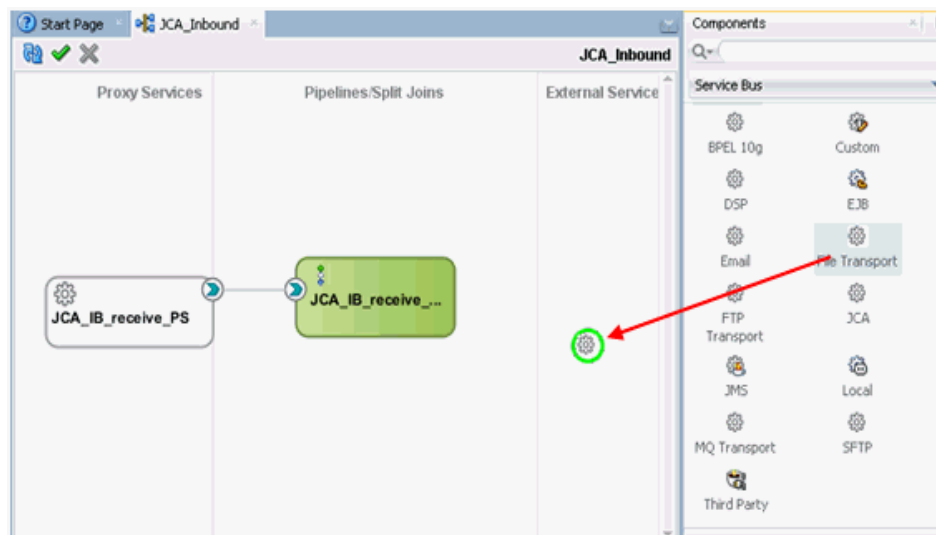 Start Page
JCA_Inbound
Components
JCA_Inbound
Service Bus
Proxy Services
Pipelines/Split Joins
External Service
BPEL 10g
Custom
DSP
EJB
Email
File Transport
JCA_IB_receive_PS
JCA_IB_receive_...
FTP
Transport
JCA
JMS
Local
MQ Transport
SFTP
Third Party